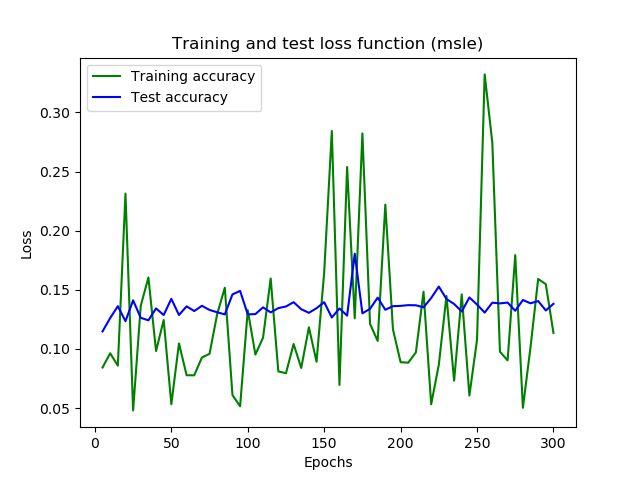 Training and test loss function (msle)
Training accuracy
Test accuracy
0.30
0.25
0.20
0.15
0.10
0.05
Loss
0
50
100
150
200
250
300
Epochs